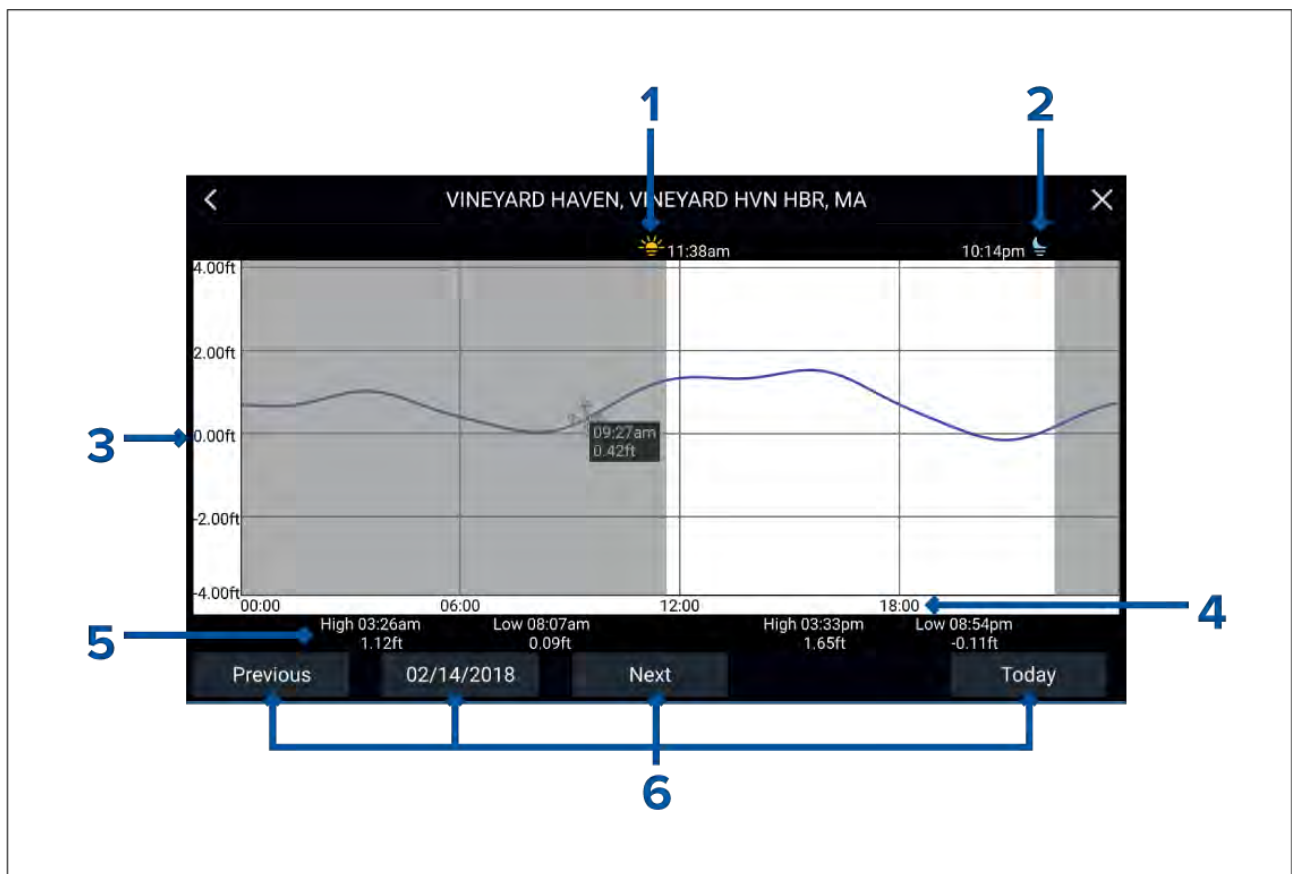 1
2
VINEYARD HAVEN, VINEYARD HVN HBR, MA
11:38am
10:14pm
4.00ft
2.00ft
3
0.00ft
09:27am
0.42ft
-2.00ft
-4.00ft
00:00
06:00
12:00
18:00
4
5
High 03:26am
1.12ft
Low 08:07am
0.09ft
High 03:33pm
1.65ft
Low 08:54pm
-0.11ft
Previous
02/14/2018
Next
Today
6